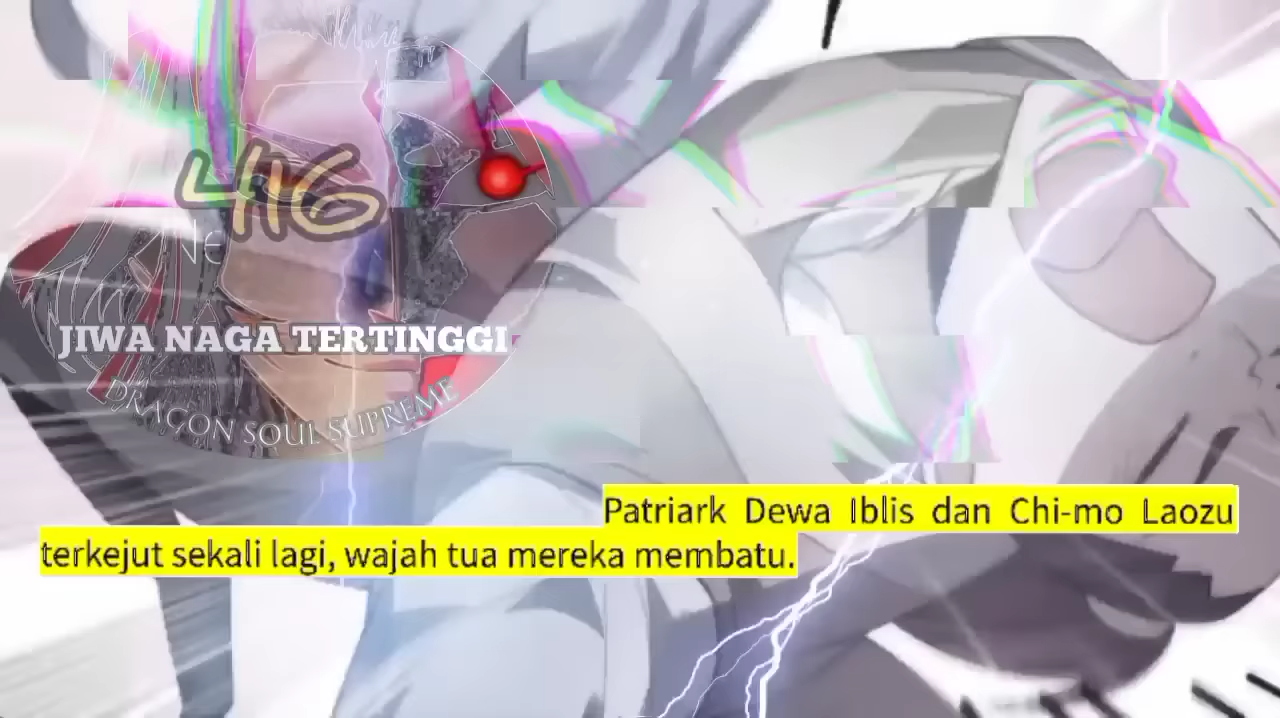 416
JIWA NAGA TERTINGGI
DRAGON SOUL SUPREME
Patriark Dewa Iblis dan Chi-mo Laozu
terkejut sekali lagi, wajah tua mereka membatu.